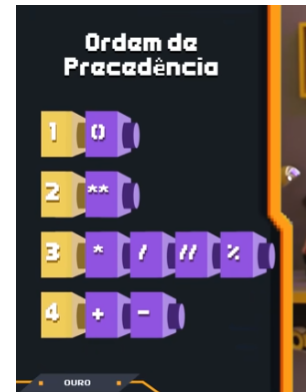 Ordem de
Precedência
1 ()
2 **
3 * / // %
4 + -
OURO